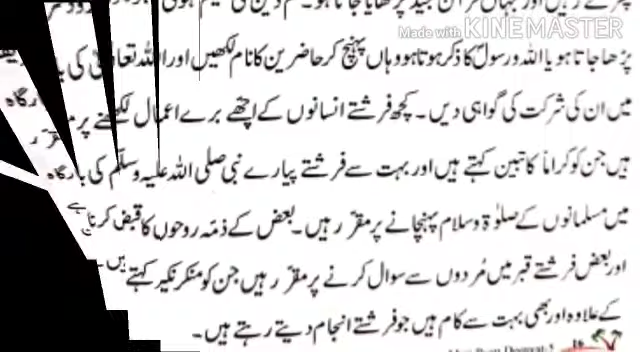 Made with KINEMASTER
پڑھا جاتا ہو یا اللہ و رسول کا ذکر ہوتا ہو وہاں پہنچ کر حاضرین کا نام لکھیں اور اللہ تعالیٰ کی
میں ان کی شرکت کی گواہی دیں۔ کچھ فرشتے انسانوں کے اچھے برے اعمال لکھنے پر مقرر
ہیں جن کو کراماً کاتبین کہتے ہیں اور بہت سے فرشتے پیارے نبی صلی اللہ علیہ وسلم کی بارگاہ
میں مسلمانوں کے صلوٰۃ و سلام پہنچانے پر مقرر ہیں۔ بعض کے ذمہ روحوں کا قبض کرنا ہے
اور بعض فرشتے قبر میں مُردوں سے سوال کرنے پر مقرر ہیں جن کو منکر نکیر کہتے ہیں۔
کے علاوہ اور بھی بہت سے کام ہیں جو فرشتے انجام دیتے رہتے ہیں۔